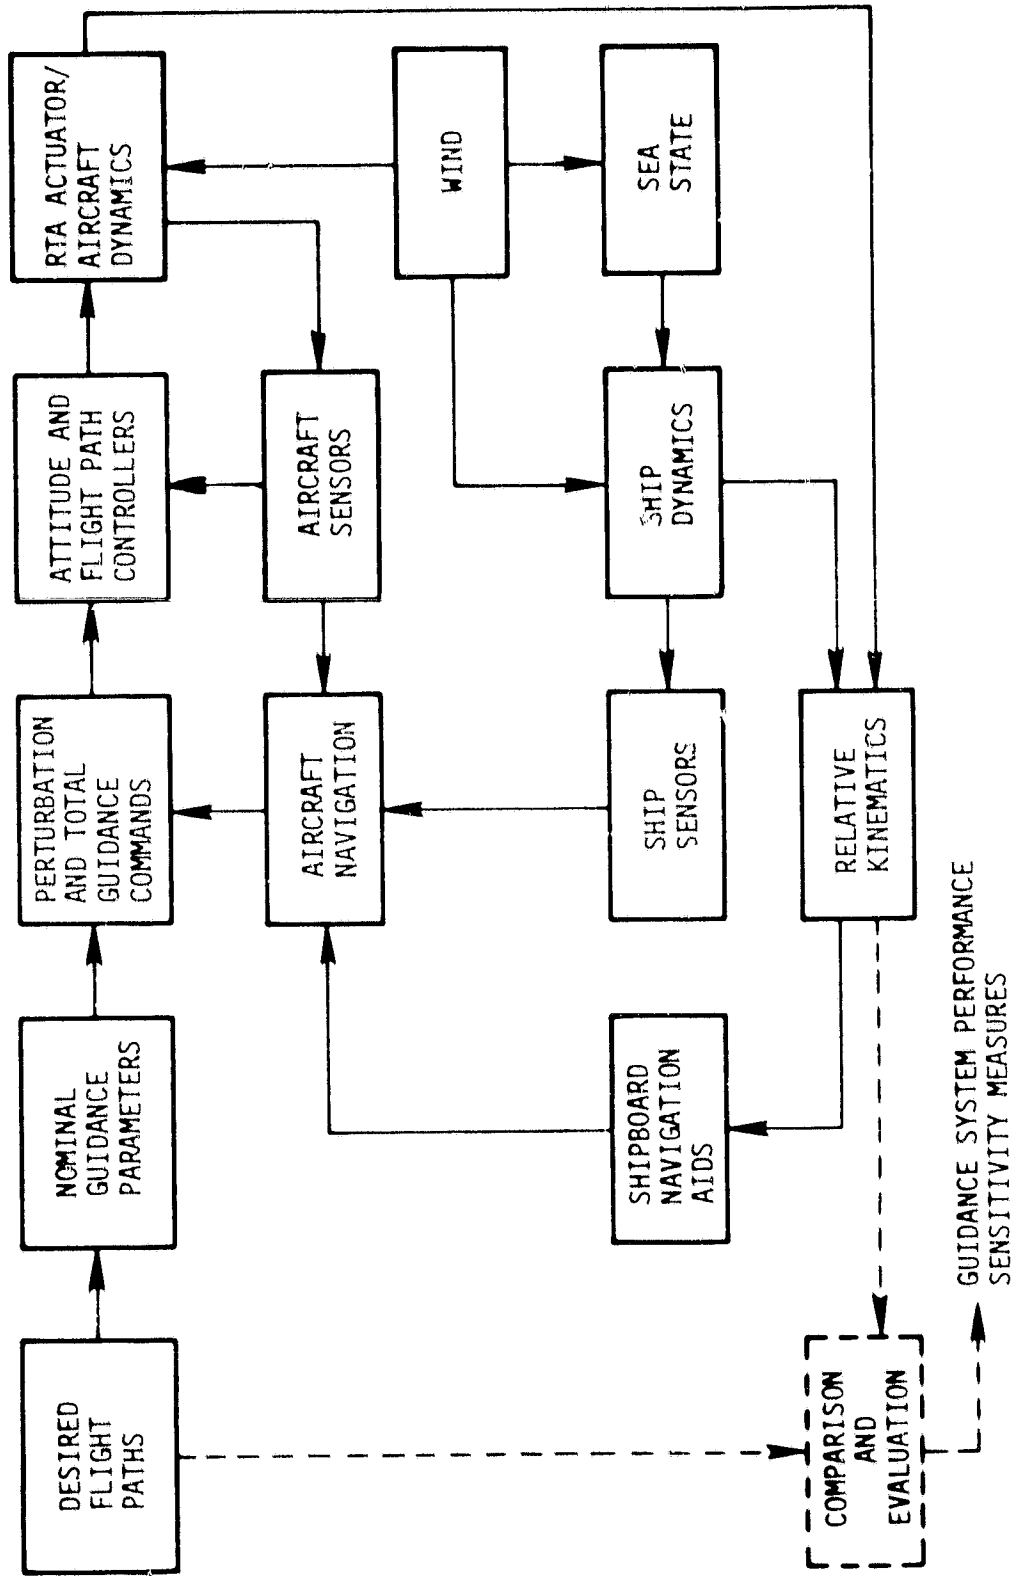 DESIRED
FLIGHT
PATHS
NOMINAL
GUIDANCE
PARAMETERS
PERTURBATION
AND TOTAL
GUIDANCE
COMMANDS
ATTITUDE AND
FLIGHT PATH
CONTROLLERS
RTA ACTUATOR/
AIRCRAFT
DYNAMICS
AIRCRAFT
NAVIGATION
AIRCRAFT
SENSORS
WIND
SHIPBOARD
NAVIGATION
AIDS
SHIP
SENSORS
SHIP
DYNAMICS
SEA
STATE
COMPARISON
AND
EVALUATION
RELATIVE
KINEMATICS
GUIDANCE SYSTEM PERFORMANCE
SENSITIVITY MEASURES